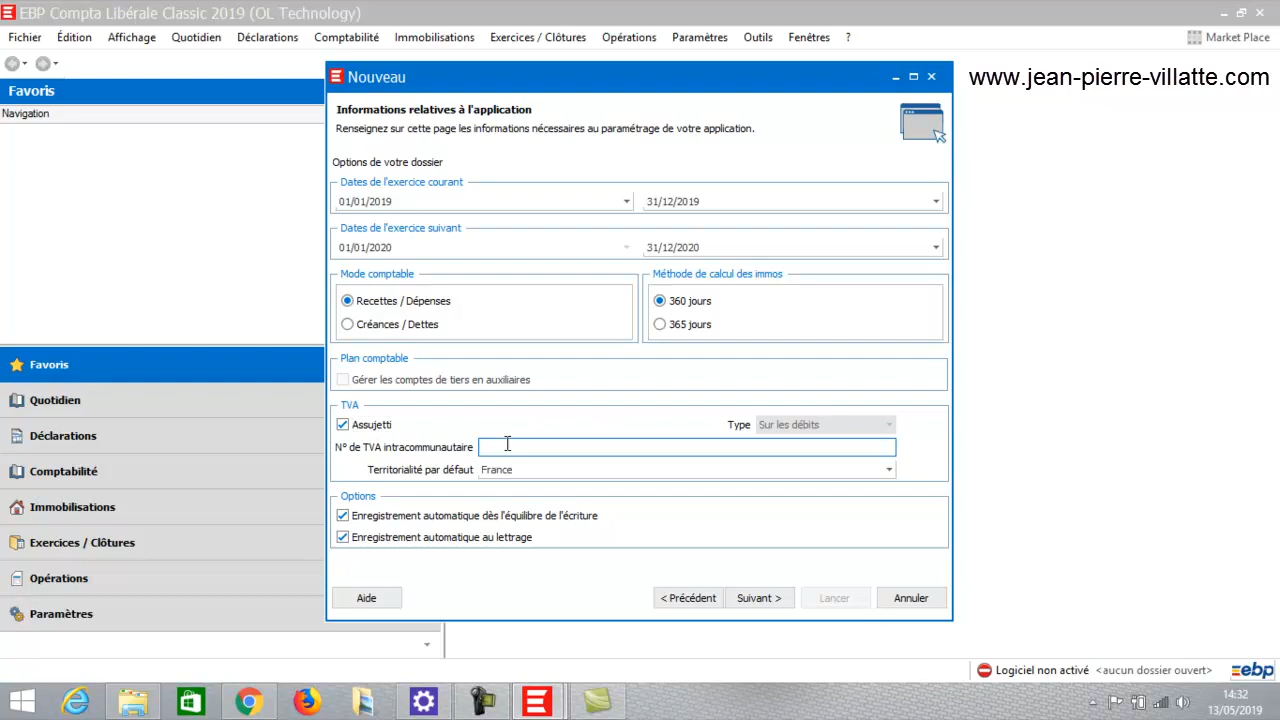 EBP Compta Libérale Classic 2019 (OL Technology)
Fichier Édition Affichage Quotidien Déclarations Comptabilité Immobilisations Exercices / Clôtures Opérations Paramètres Outils Fenêtres ? Market Place
Favoris
Navigation
Favoris
Quotidien
Déclarations
Comptabilité
Immobilisations
Exercices / Clôtures
Opérations
Paramètres
Nouveau
www.jean-pierre-villatte.com
Informations relatives à l'application
Renseignez sur cette page les informations nécessaires au paramétrage de votre application.
Options de votre dossier
Dates de l'exercice courant
01/01/2019 31/12/2019
Dates de l'exercice suivant
01/01/2020 31/12/2020
Mode comptable Méthode de calcul des immos
Recettes / Dépenses 360 jours
Créances / Dettes 365 jours
Plan comptable
Gérer les comptes de tiers en auxiliaires
TVA
Assujetti Type Sur les débits
N° de TVA intracommunautaire
Territorialité par défaut France
Options
Enregistrement automatique dès l'équilibre de l'écriture
Enregistrement automatique au lettrage
Aide < Précédent Suivant > Lancer Annuler
Logiciel non activé <aucun dossier ouvert> ebp
14:32
13/05/2019